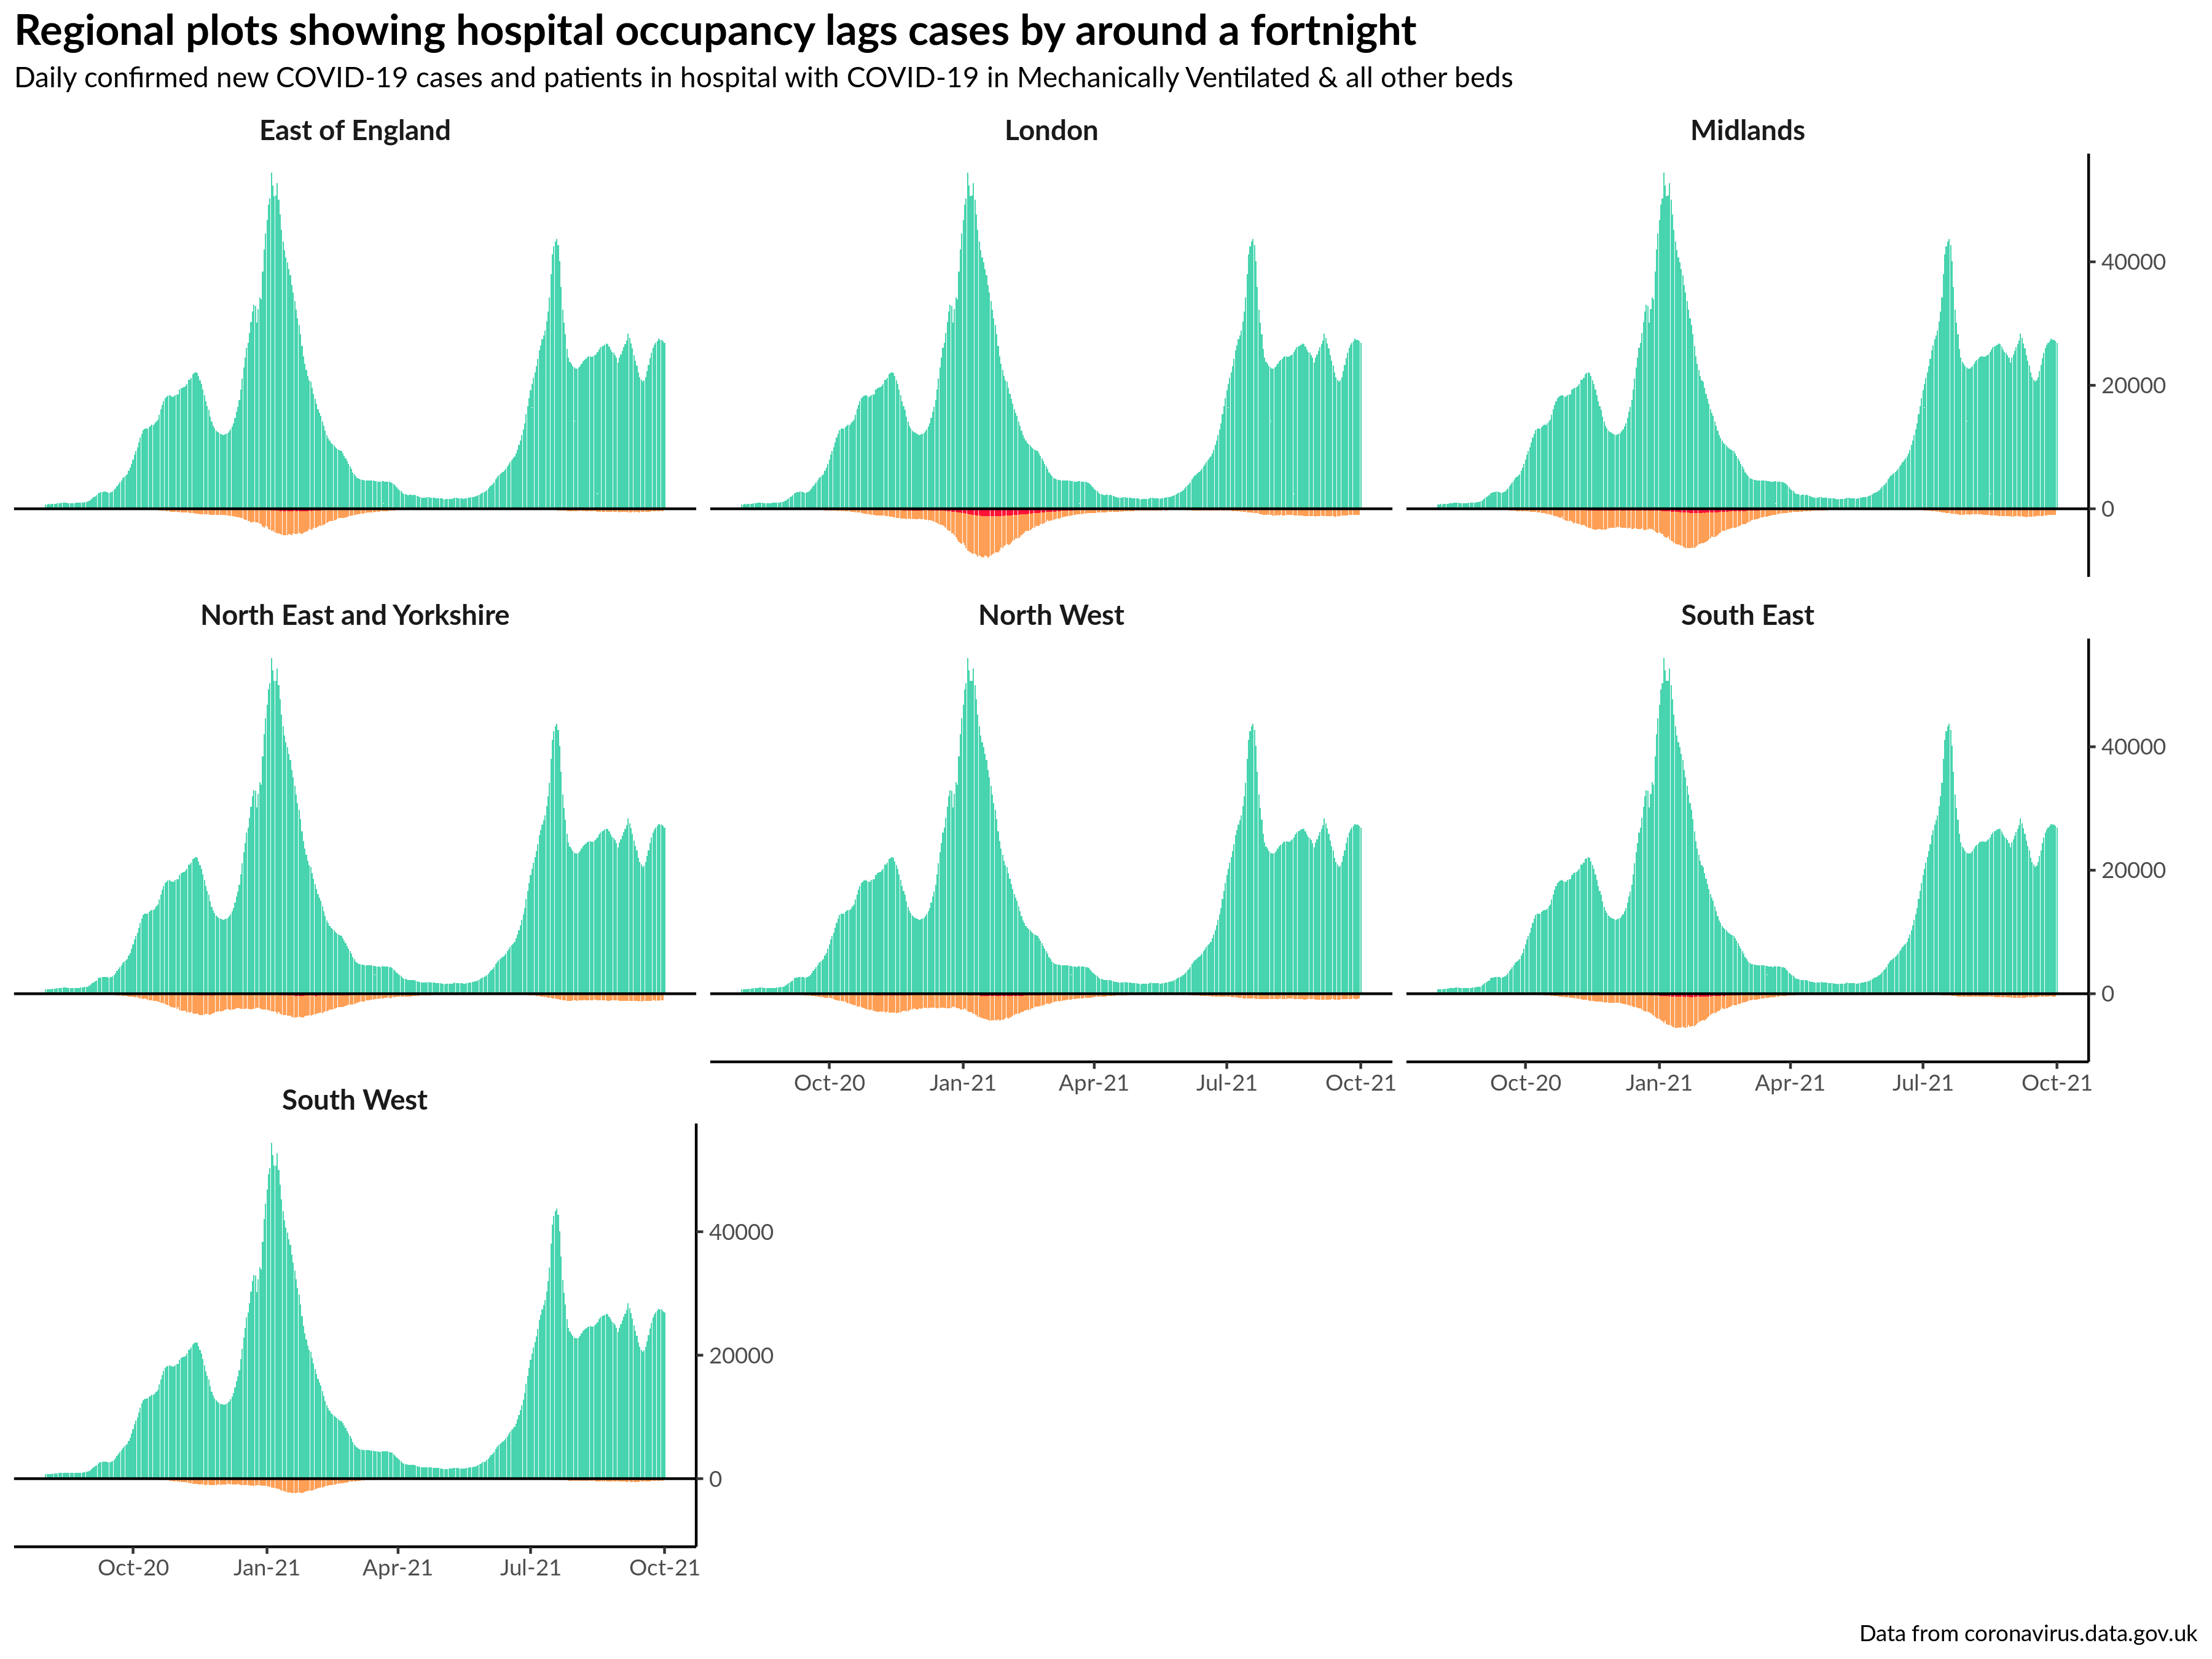 Regional plots showing hospital occupancy lags cases by around a fortnight
Daily confirmed new COVID-19 cases and patients in hospital with COVID-19 in Mechanically Ventilated & all other beds
East of England
London
Midlands
40000
20000
0
North East and Yorkshire
North West
South East
40000
20000
0
Oct-20 Jan-21 Apr-21 Jul-21 Oct-21
Oct-20 Jan-21 Apr-21 Jul-21 Oct-21
South West
40000
20000
0
Oct-20 Jan-21 Apr-21 Jul-21 Oct-21
Data from coronavirus.data.gov.uk